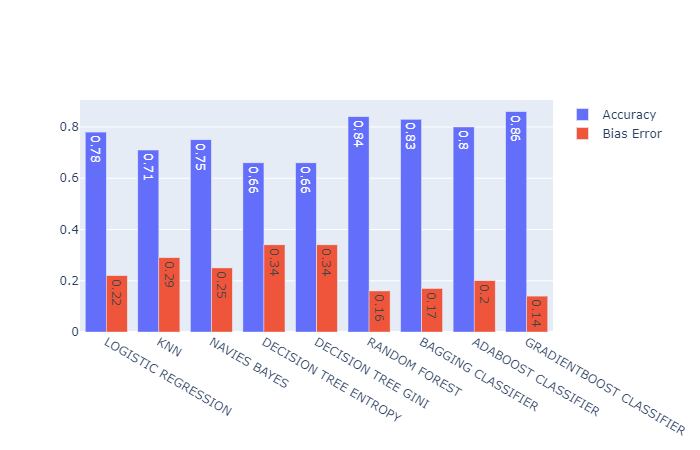 Accuracy
Bias Error
0.8
0.6
0.4
0.2
0
0.78
0.71
0.75
0.66
0.66
0.84
0.83
0.8
0.86
0.22
0.29
0.25
0.34
0.34
0.16
0.17
0.2
0.14
LOGISTIC REGRESSION
KNN
NAVIES BAYES
DECISION TREE ENTROPY
DECISION TREE GINI
RANDOM FOREST
BAGGING CLASSIFIER
ADABOOST CLASSIFIER
GRADIENTBOOST CLASSIFIER